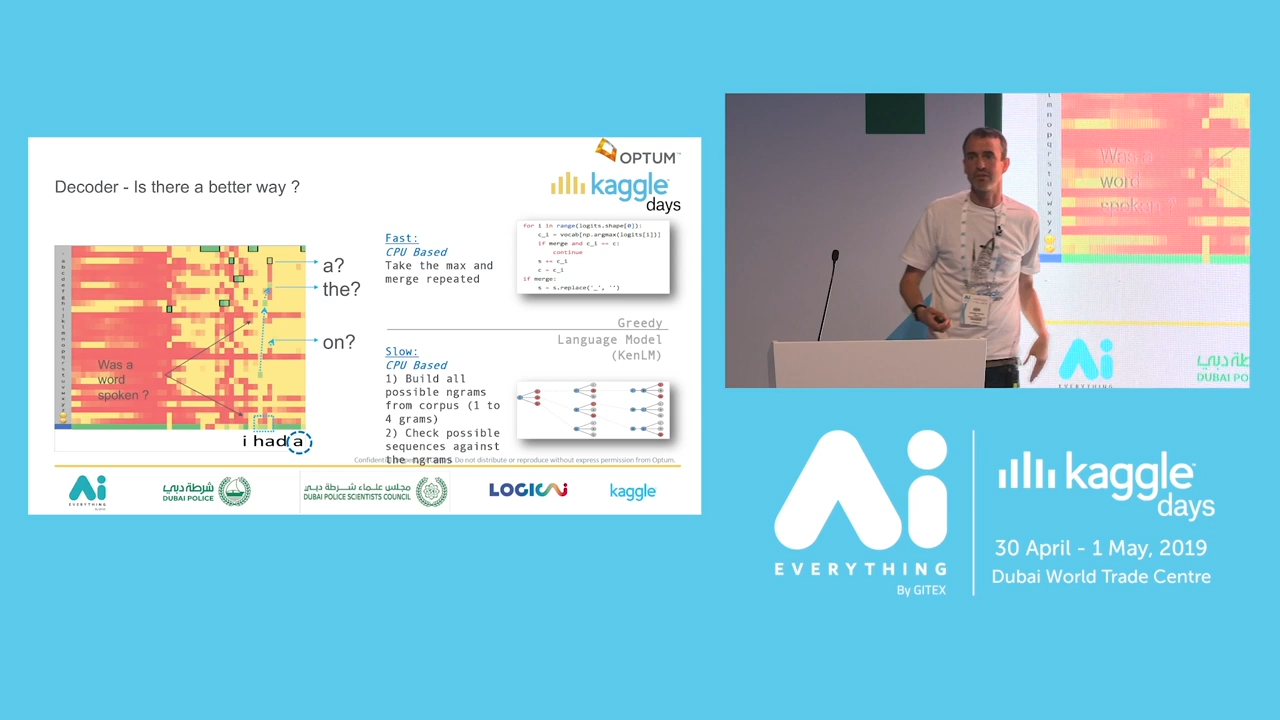 OPTUM™
kaggle
days
Decoder - Is there a better way ?
a?
the?
on?
Was a
word
spoken ?
i had a
Fast:
CPU Based
Take the max and
merge repeated
for i in range(logits.shape[0]):
c_i = vocab[np.argmax(logits[i])]
if merge and c_i == c:
continue
s += c_i
c = c_i
if merge:
s = s.replace('_', '')
Greedy
Language Model
(KenLM)
Slow:
CPU Based
1) Build all
possible ngrams
from corpus (1 to
4 grams)
2) Check possible
sequences against
the ngrams
Do not distribute or reproduce without express permission from Optum.
Ai
EVERYTHING
شرطة دبي
DUBAI POLICE
مجلس علماء شرطة دبي
DUBAI POLICE SCIENTISTS COUNCIL
LOGICAi
kaggle
Was a
word
spoken ?
Ai
EVERYTHING
DUBAI PO
Ai
EVERYTHING
By GITEX
kaggle
days
30 April - 1 May, 2019
Dubai World Trade Centre